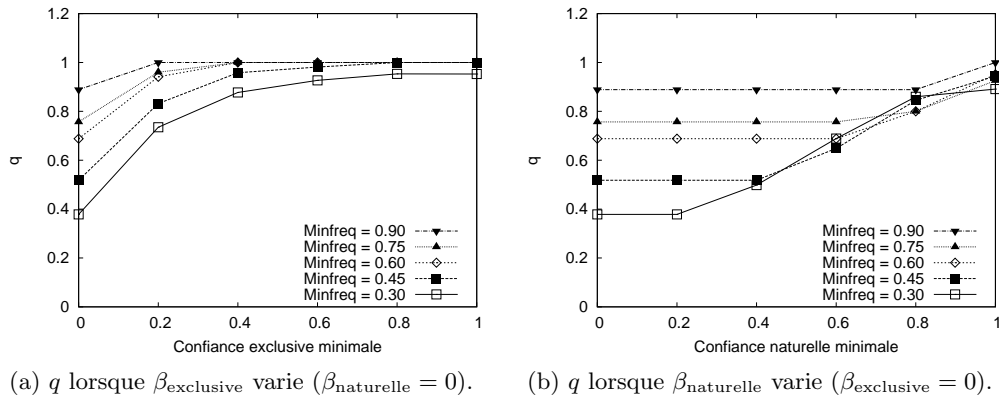 1.2
1
0.8
0.6
0.4
0.2
0
q
Minfreq = 0.90
Minfreq = 0.75
Minfreq = 0.60
Minfreq = 0.45
Minfreq = 0.30
0 0.2 0.4 0.6 0.8 1
Confiance exclusive minimale
(a) q lorsque βexclusive varie (βnaturelle = 0).
1.2
1
0.8
0.6
0.4
0.2
0
q
Minfreq = 0.90
Minfreq = 0.75
Minfreq = 0.60
Minfreq = 0.45
Minfreq = 0.30
0 0.2 0.4 0.6 0.8 1
Confiance naturelle minimale
(b) q lorsque βnaturelle varie (βexclusive = 0).